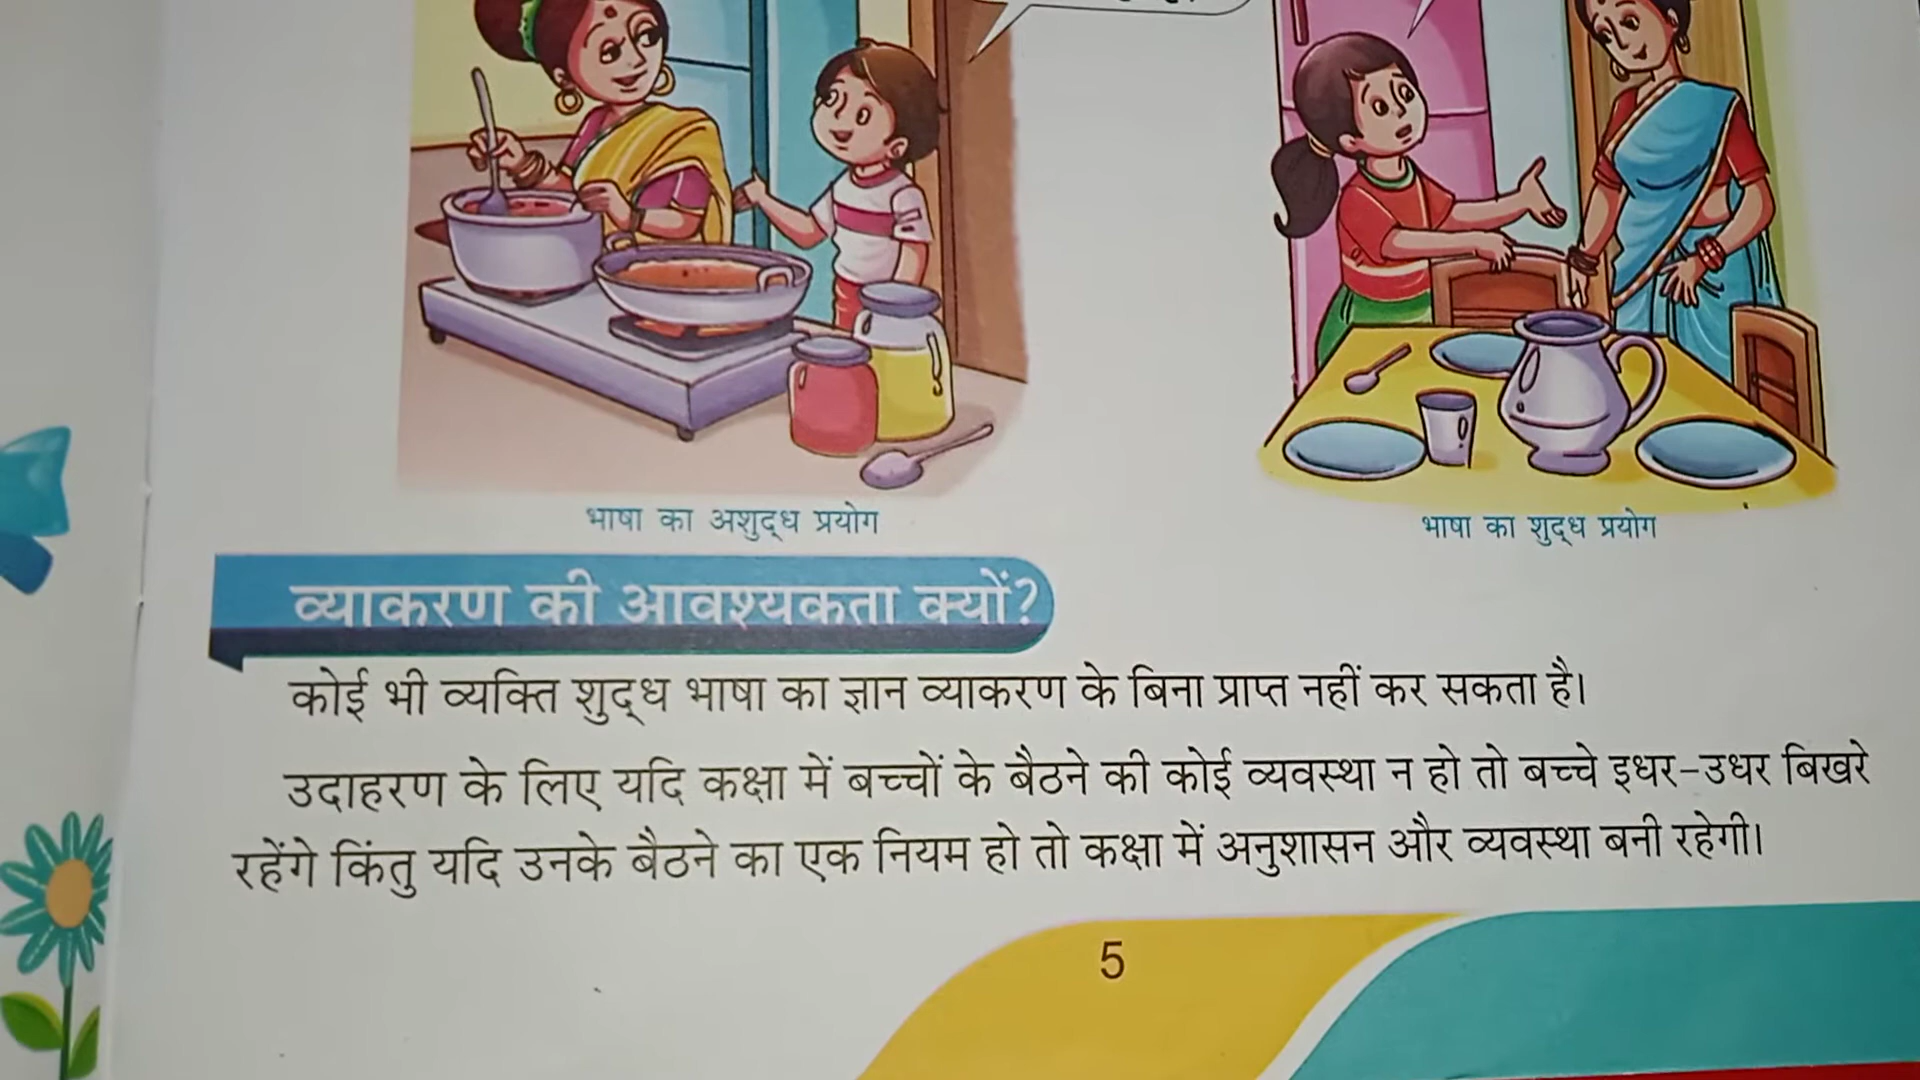 भाषा का अशुद्ध प्रयोग
भाषा का शुद्ध प्रयोग
व्याकरण की आवश्यकता क्यों?
कोई भी व्यक्ति शुद्ध भाषा का ज्ञान व्याकरण के बिना प्राप्त नहीं कर सकता है।
उदाहरण के लिए यदि कक्षा में बच्चों के बैठने की कोई व्यवस्था न हो तो बच्चे इधर-उधर बिखरे
रहेंगे किंतु यदि उनके बैठने का एक नियम हो तो कक्षा में अनुशासन और व्यवस्था बनी रहेगी।
5